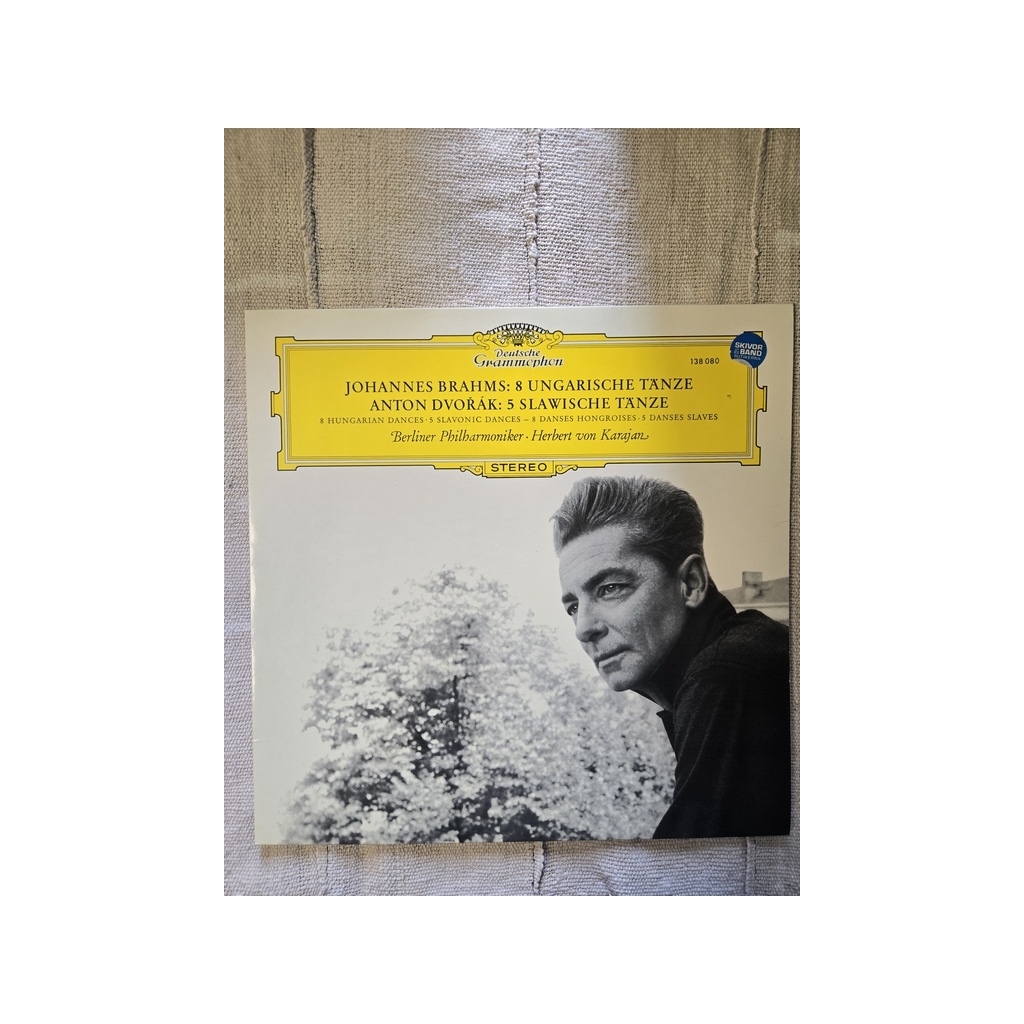 Deutsche
Grammophon
138 080
SKIVOR
& BAND
JOHANNES BRAHMS: 8 UNGARISCHE TÄNZE
ANTON DVOŘÁK: 5 SLAWISCHE TÄNZE
8 HUNGARIAN DANCES · 5 SLAVONIC DANCES – 8 DANSES HONGROISES · 5 DANSES SLAVES
Berliner Philharmoniker · Herbert von Karajan
STEREO